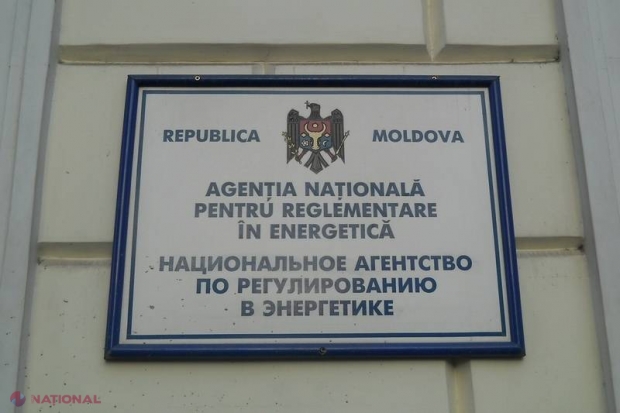 REPUBLICA MOLDOVA
AGENȚIA NAȚIONALĂ
PENTRU REGLEMENTARE
ÎN ENERGETICĂ
НАЦИОНАЛЬНОЕ АГЕНТСТВО
ПО РЕГУЛИРОВАНИЮ
В ЭНЕРГЕТИКЕ
NATIONAL